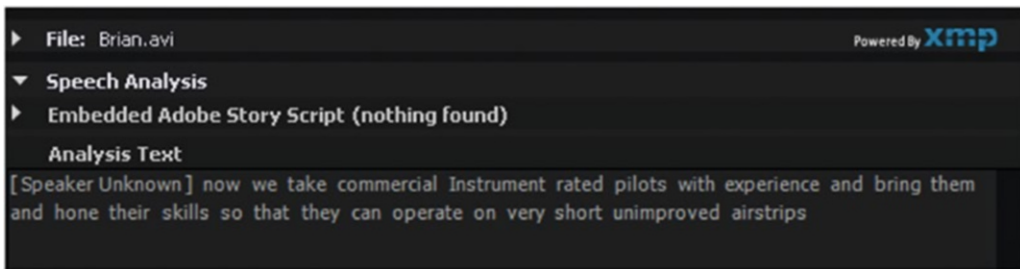 File: Brian.avi
Powered By xmp
Speech Analysis
Embedded Adobe Story Script (nothing found)
Analysis Text
[Speaker Unknown] now we take commercial Instrument rated pilots with experience and bring them
and hone their skills so that they can operate on very short unimproved airstrips